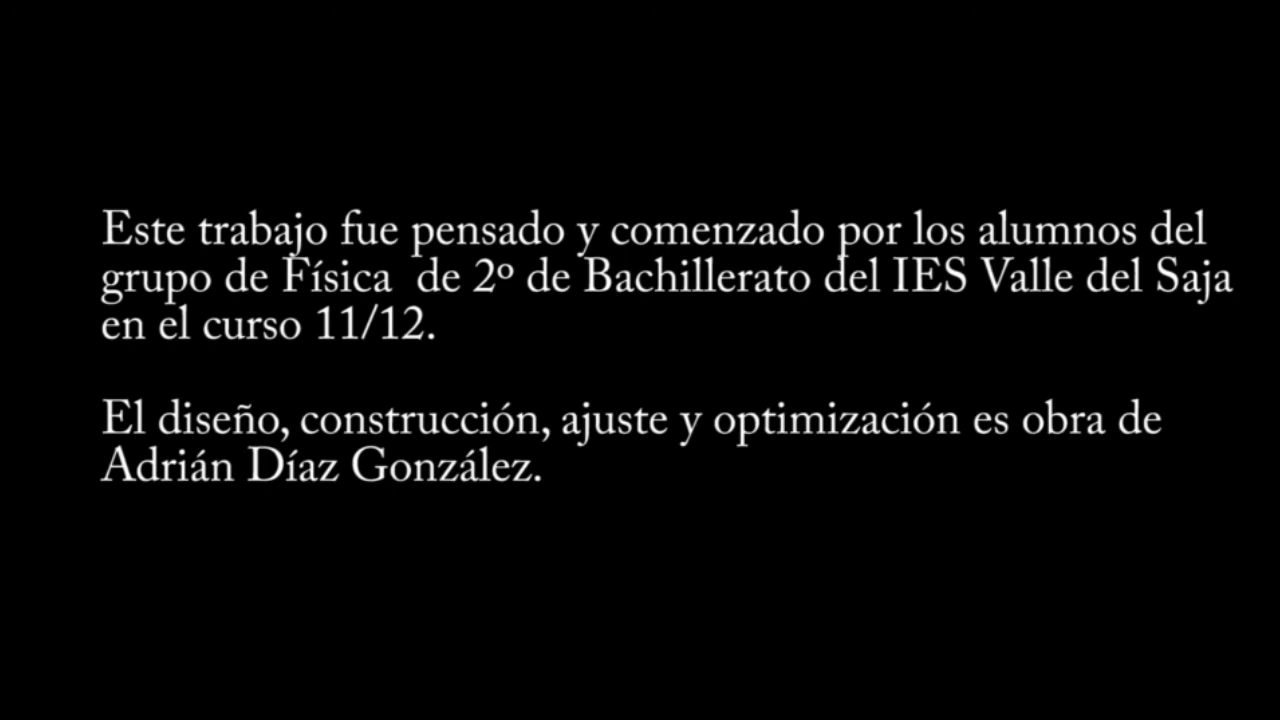 Este trabajo fue pensado y comenzado por los alumnos del
grupo de Física  de 2º de Bachillerato del IES Valle del Saja
en el curso 11/12.
El diseño, construcción, ajuste y optimización es obra de
Adrián Díaz González.